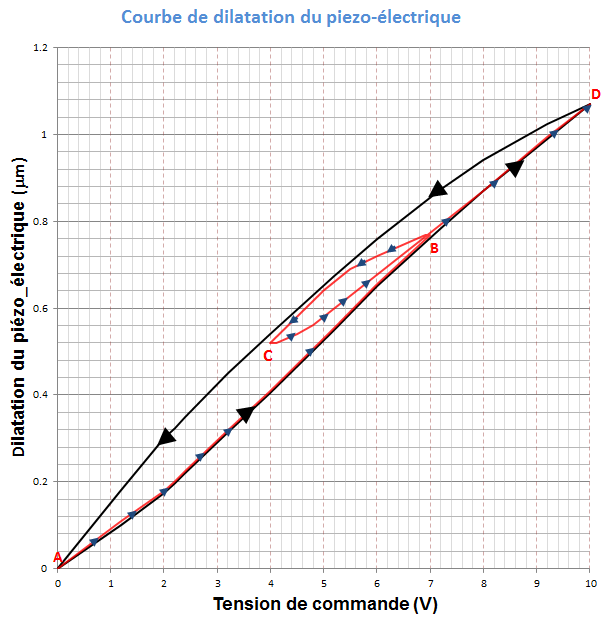 Courbe de dilatation du piezo-électrique
Dilatation du piézo_électrique (µm)
1.2
1
0.8
0.6
0.4
0.2
0
A
B
C
D
0 1 2 3 4 5 6 7 8 9 10
Tension de commande (V)